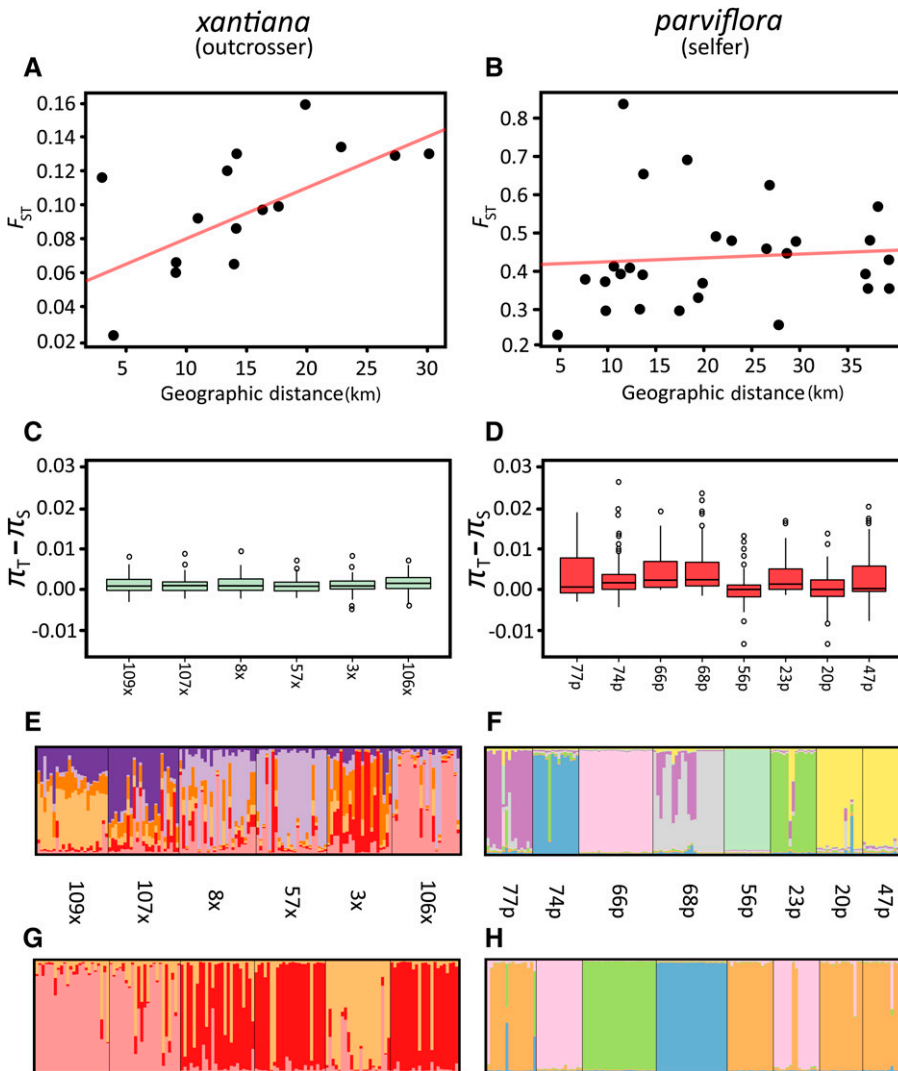 xantiana
(outcrosser)
parviflora
(selfer)
A
0.16
0.12
0.10
0.08
0.06
0.04
0.02
F_ST
5
10
15
20
25
30
Geographic distance (km)
B
0.8
0.7
0.6
0.5
0.4
0.3
0.2
F_ST
5
10
15
20
25
30
35
Geographic distance (km)
C
0.03
0.02
0.01
0.00
-0.01
π_T – π_S
109x
107x
8x
57x
3x
106x
D
0.03
0.02
0.01
0.00
-0.01
77p
74p
66p
68p
56p
23p
20p
47p
E
109x
107x
8x
57x
3x
106x
F
77p
74p
66p
68p
56p
23p
20p
47p
G
H